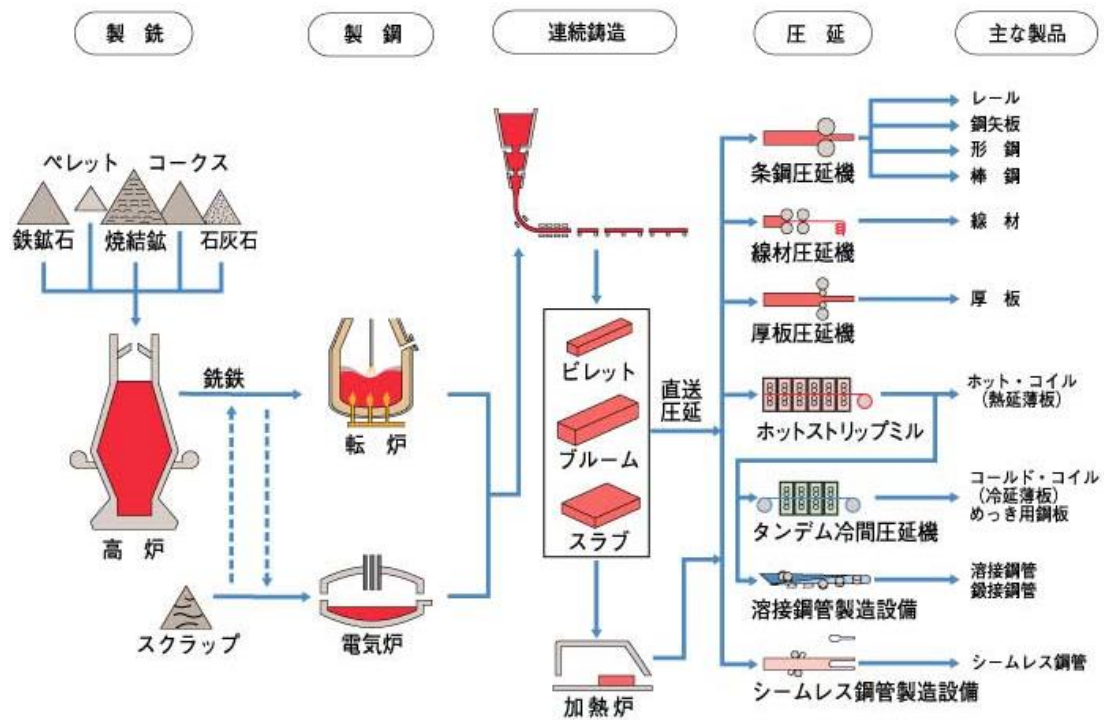 製 銑
製 鋼
連続鋳造
圧 延
主な製品
ペレット
コークス
鉄鉱石
焼結鉱
石灰石
高 炉
銑鉄
スクラップ
転 炉
電気炉
ビレット
ブルーム
スラブ
加熱炉
直送
圧延
条鋼圧延機
線材圧延機
厚板圧延機
ホットストリップミル
タンデム冷間圧延機
溶接鋼管製造設備
シームレス鋼管製造設備
レール
鋼矢板
形 鋼
棒 鋼
線 材
厚 板
ホット・コイル
(熱延薄板)
コールド・コイル
(冷延薄板)
めっき用鋼板
溶接鋼管
鍛接鋼管
シームレス鋼管